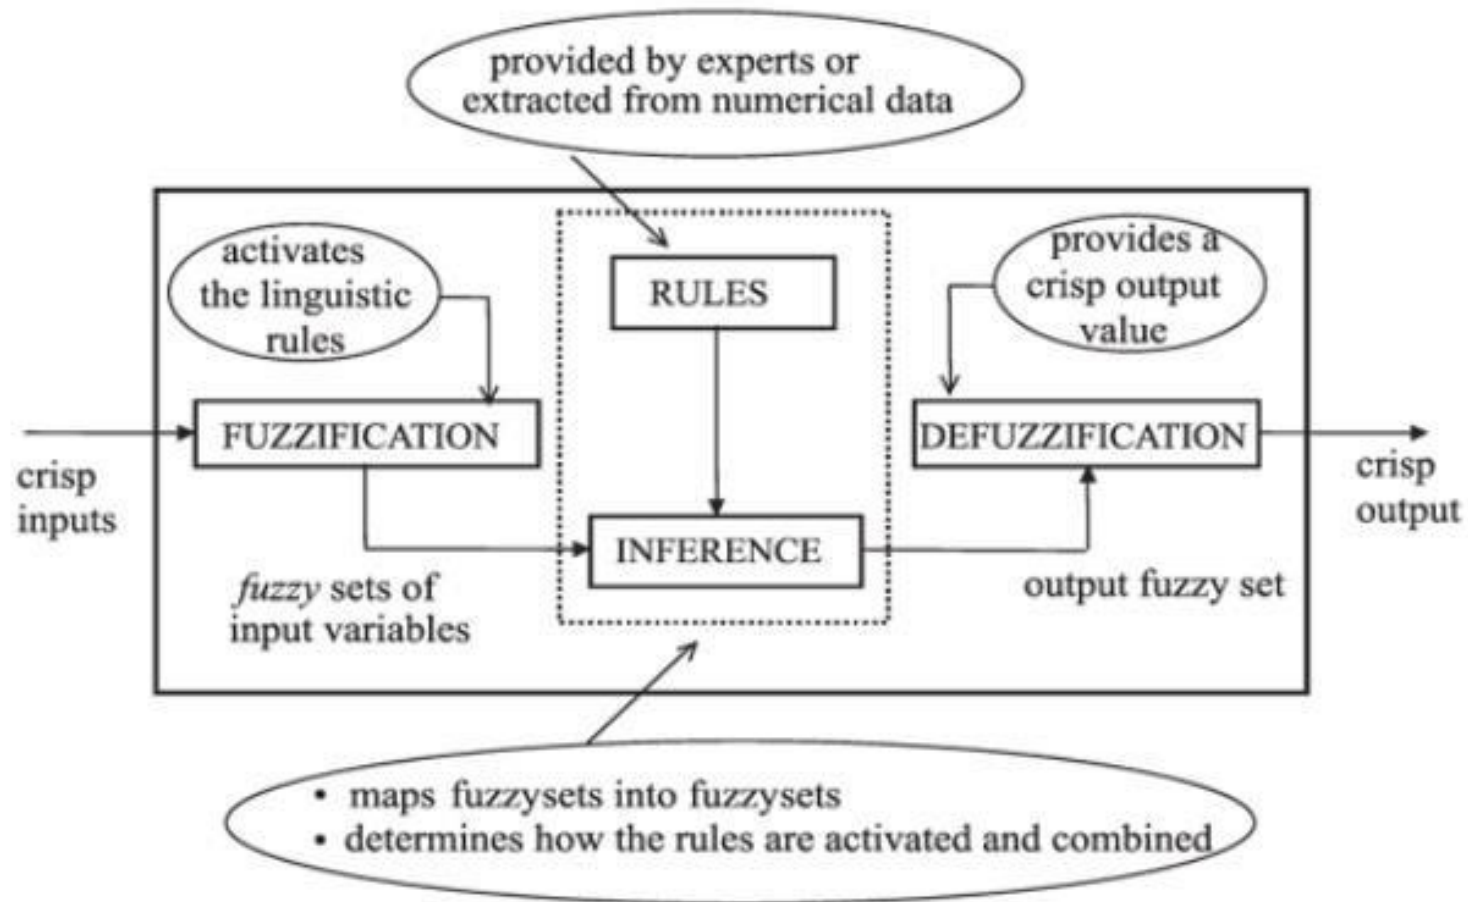 provided by experts or
extracted from numerical data
activates
the linguistic
rules
RULES
provides a
crisp output
value
FUZZIFICATION
DEFUZZIFICATION
crisp
inputs
crisp
output
INFERENCE
fuzzy sets of
input variables
output fuzzy set
• maps fuzzysets into fuzzysets
• determines how the rules are activated and combined